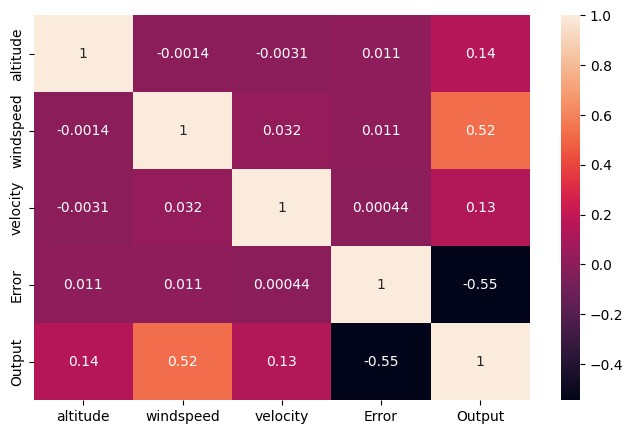 altitude 1 -0.0014 -0.0031 0.011 0.14
windspeed -0.0014 1 0.032 0.011 0.52
velocity -0.0031 0.032 1 0.00044 0.13
Error 0.011 0.011 0.00044 1 -0.55
Output 0.14 0.52 0.13 -0.55 1
altitude windspeed velocity Error Output
1.0
0.8
0.6
0.4
0.2
0.0
−0.2
−0.4